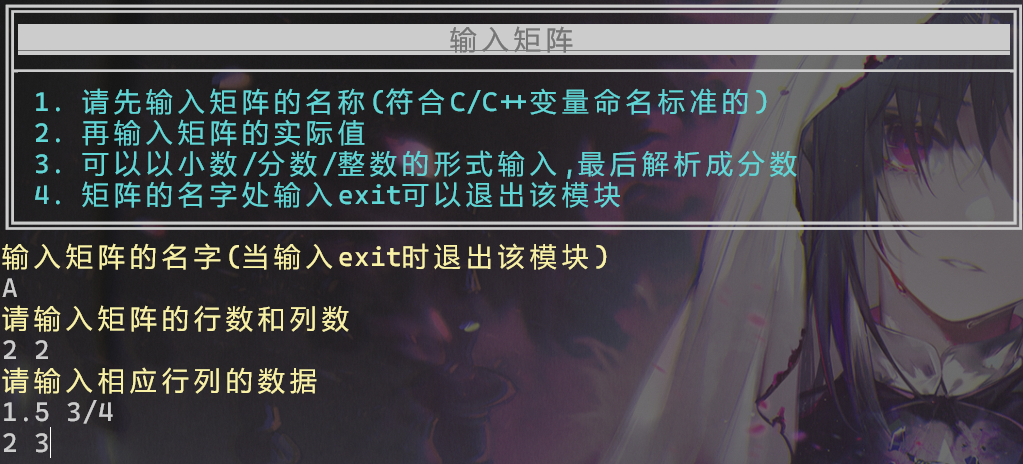 输入矩阵
1. 请先输入矩阵的名称(符合C/C++变量命名标准的)
2. 再输入矩阵的实际值
3. 可以以小数/分数/整数的形式输入,最后解析成分数
4. 矩阵的名字处输入exit可以退出该模块
输入矩阵的名字(当输入exit时退出该模块)
A
请输入矩阵的行数和列数
2 2
请输入相应行列的数据
1.5 3/4
2 3